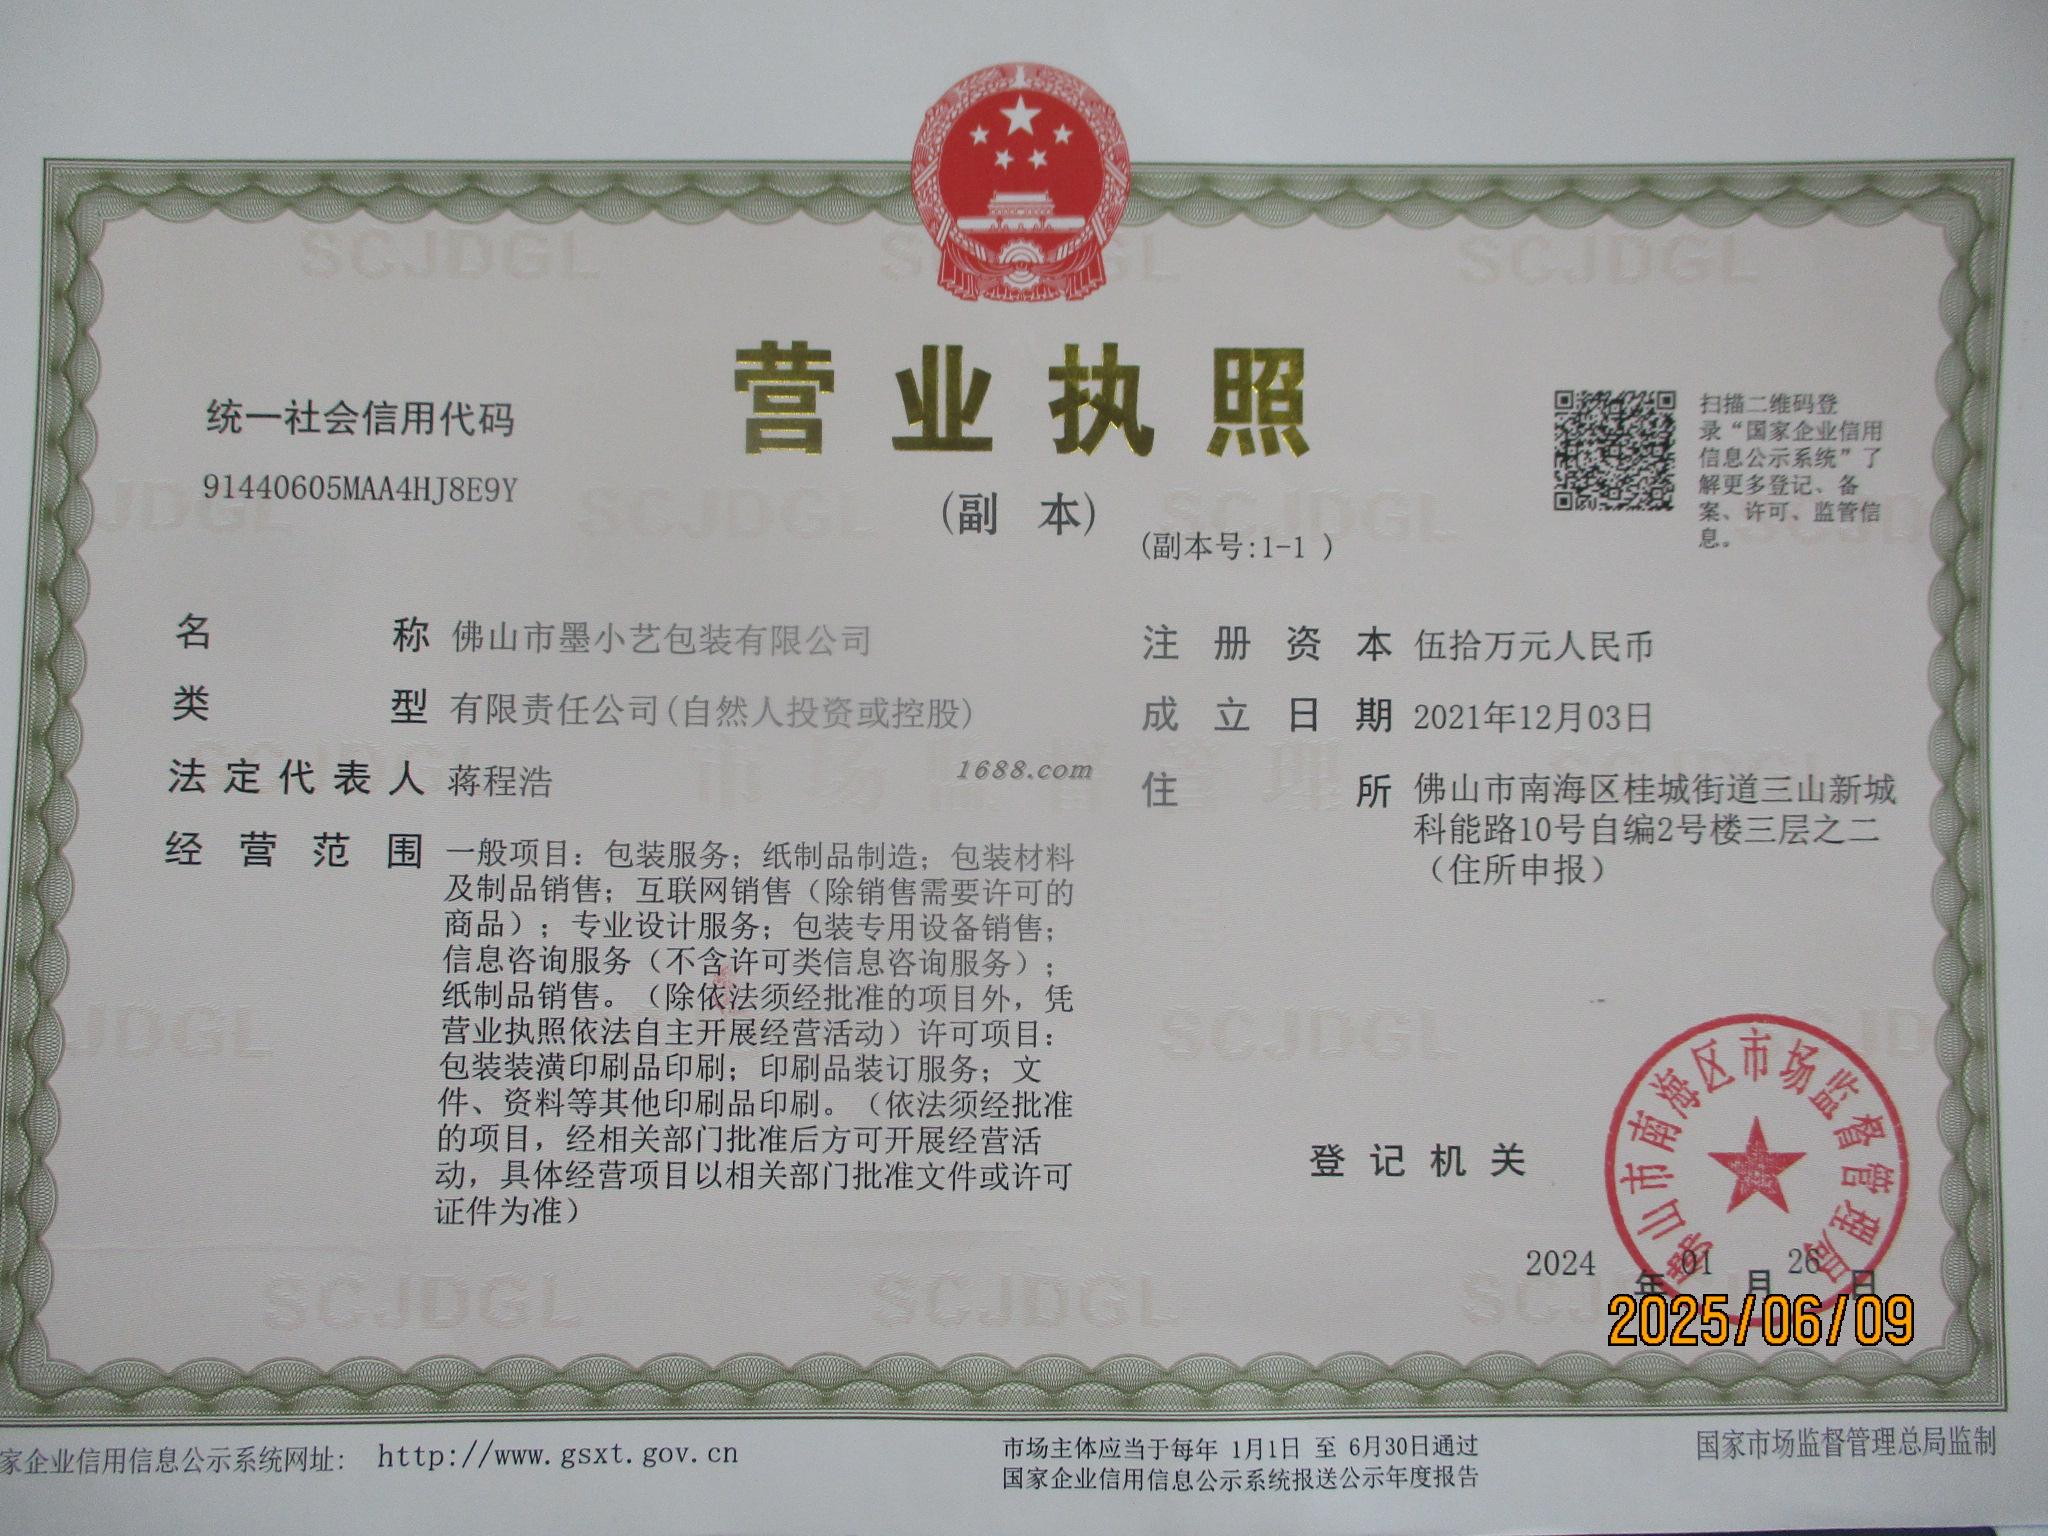 营业执照
(副 本)
(副本号:1-1 )
统一社会信用代码
91440605MAA4HJ8E9Y
扫描二维码登
录“国家企业信用
信息公示系统”了
解更多登记、备
案、许可、监管信
息。
名 称 佛山市墨小艺包装有限公司
类 型 有限责任公司(自然人投资或控股)
法定代表人 蒋程浩
经营范围 一般项目：包装服务；纸制品制造；包装材料
及制品销售；互联网销售（除销售需要许可的
商品）；专业设计服务；包装专用设备销售；
信息咨询服务（不含许可类信息咨询服务）；
纸制品销售。（除依法须经批准的项目外，凭
营业执照依法自主开展经营活动）许可项目：
包装装潢印刷品印刷；印刷品装订服务；文
件、资料等其他印刷品印刷。（依法须经批准
的项目，经相关部门批准后方可开展经营活
动，具体经营项目以相关部门批准文件或许可
证件为准）
注册资本 伍拾万元人民币
成立日期 2021年12月03日
住 所 佛山市南海区桂城街道三山新城
科能路10号自编2号楼三层之二
（住所申报）
1688.com
登记机关
佛山市南海区市场监督管理局
2024 年 01 月 26 日
2025/06/09
家企业信用信息公示系统网址: http://www.gsxt.gov.cn
市场主体应当于每年 1月1日 至 6月30日通过
国家企业信用信息公示系统报送公示年度报告
国家市场监督管理总局监制
SCJDGL
SCJDGL
SCJDGL
SCJDGL
SCJDGL
SCJDGL
SCJDGL
SCJDGL